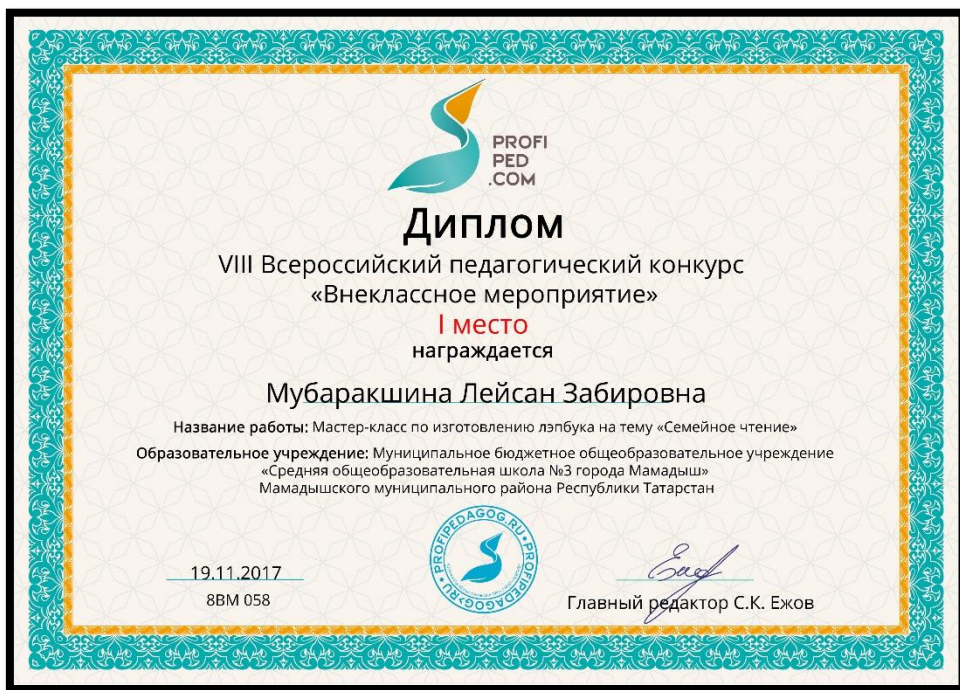 PROFI
PED
.COM
Диплом
VIII Всероссийский педагогический конкурс
«Внеклассное мероприятие»
I место
награждается
Мубаракшина Лейсан Забировна
Название работы: Мастер-класс по изготовлению лэпбука на тему «Семейное чтение»
Образовательное учреждение: Муниципальное бюджетное общеобразовательное учреждение
«Средняя общеобразовательная школа №3 города Мамадыш»
Мамадышского муниципального района Республики Татарстан
PROFIPEDAGOG.RU • PROFIPEDAGOG.RU •
19.11.2017
8ВМ 058
Главный редактор С.К. Ежов